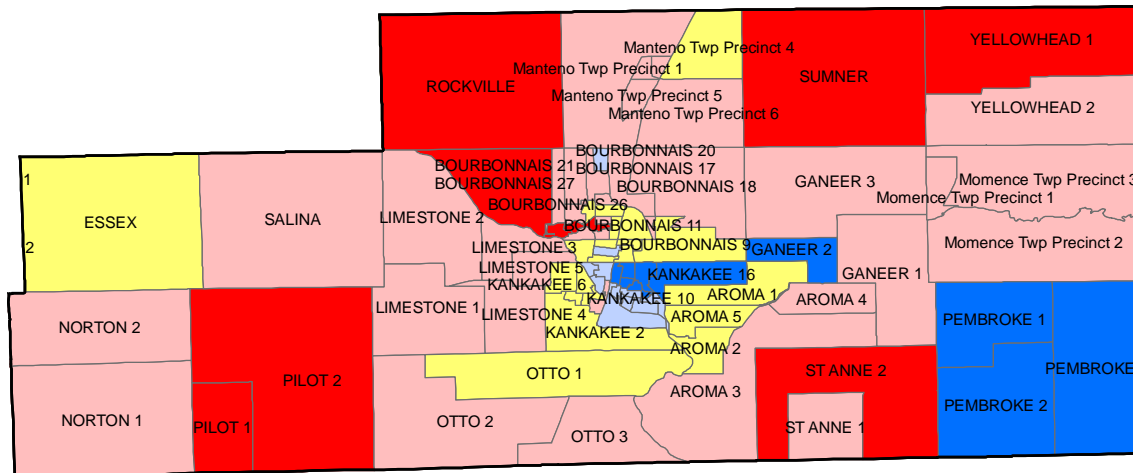 YELLOWHEAD 1
Manteno Twp Precinct 4
Manteno Twp Precinct 1
SUMNER
ROCKVILLE
Manteno Twp Precinct 5
Manteno Twp Precinct 6
YELLOWHEAD 2
BOURBONNAIS 20
BOURBONNAIS 21
BOURBONNAIS 17
1
BOURBONNAIS 27
BOURBONNAIS 18
GANEER 3
Momence Twp Precinct 3
Momence Twp Precinct 1
BOURBONNAIS 26
ESSEX
SALINA
LIMESTONE 2
BOURBONNAIS 11
2
LIMESTONE 3
BOURBONNAIS 9
GANEER 2
Momence Twp Precinct 2
LIMESTONE 5
KANKAKEE 16
GANEER 1
KANKAKEE 6
KANKAKEE 10
AROMA 1
AROMA 4
LIMESTONE 1
LIMESTONE 4
AROMA 5
PEMBROKE 1
NORTON 2
KANKAKEE 2
AROMA 2
PEMBROKE
OTTO 1
ST ANNE 2
PILOT 2
AROMA 3
PEMBROKE 2
NORTON 1
OTTO 2
PILOT 1
ST ANNE 1
OTTO 3